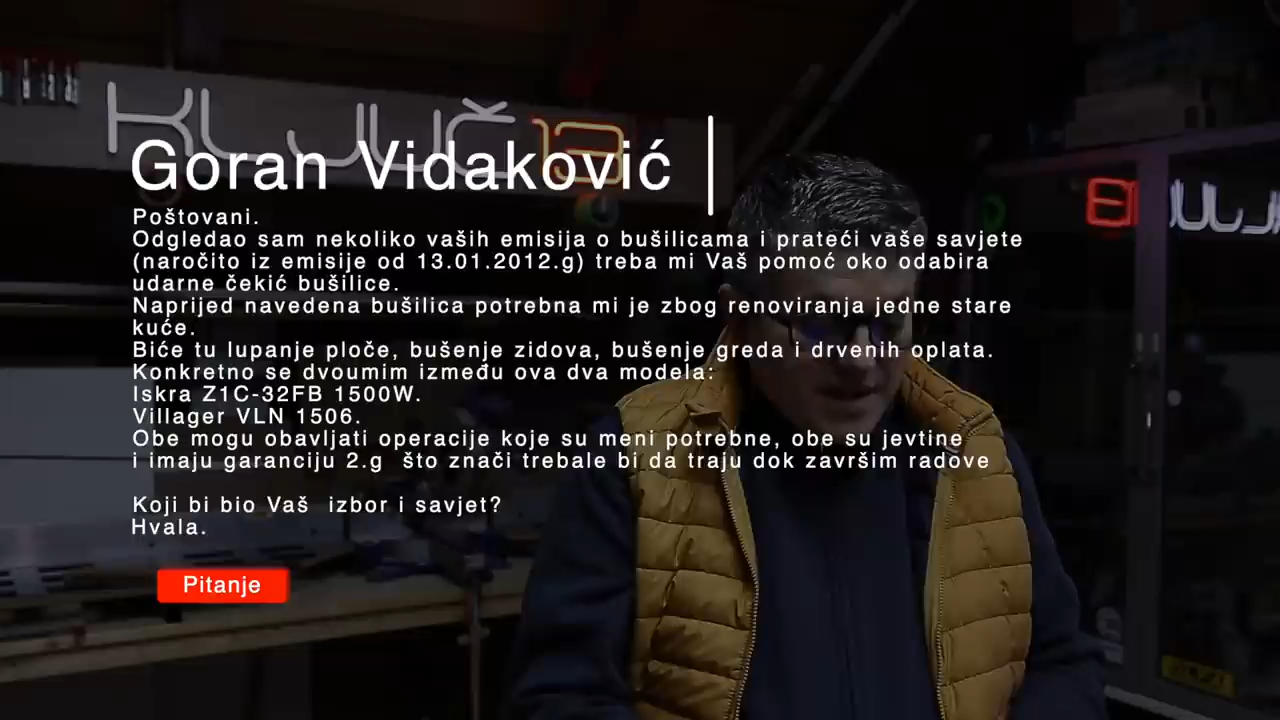 KLJUČ 13
Goran Vidaković
Poštovani.
Odgledao sam nekoliko vaših emisija o bušilicama i prateći vaše savjete
(naročito iz emisije od 13.01.2012.g) treba mi Vaš pomoć oko odabira
udarne čekić bušilice.
Naprijed navedena bušilica potrebna mi je zbog renoviranja jedne stare
kuće.
Biće tu lupanje ploče, bušenje zidova, bušenje greda i drvenih oplata.
Konkretno se dvoumim između ova dva modela:
Iskra Z1C-32FB 1500W.
Villager VLN 1506.
Obe mogu obavljati operacije koje su meni potrebne, obe su jevtine
i imaju garanciju 2.g  što znači trebale bi da traju dok završim radove
Koji bi bio Vaš  izbor i savjet?
Hvala.
Pitanje